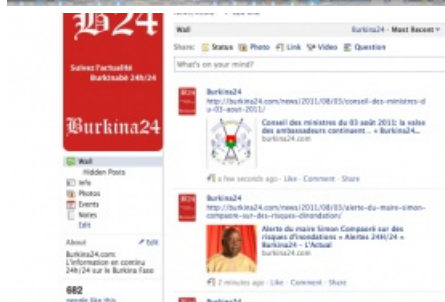 B24
Suivez l'actualité
Burkinabé 24h/24
Burkina24
Wall
Hidden Posts
Info
Photos
Events
Notes
Edit
About
Edit
Burkina24.com:
L'information en continu
24h/24 sur le Burkina Faso
682
people like this
Wall
Burkina24 · Most Recent
Share: Status Photo Link Video Question
What's on your mind?
Burkina24
http://burkina24.com/news/2011/08/03/conseil-des-ministres-d
u-03-aout-2011/
Conseil des ministres du 03 août 2011: la valse
des ambassadeurs continuent... « Burkina24...
burkina24.com
a few seconds ago · Like · Comment · Share
Burkina24
http://burkina24.com/news/2011/08/03/alerte-du-maire-simon-
compaore-sur-des-risques-dinondation/
Alerte du maire Simon Compaoré sur des
risques d'inondations « Alertes 24H/24 «
Burkina24 - L'Actual
burkina24.com
2 minutes ago · Like · Comment · Share
Burkina24